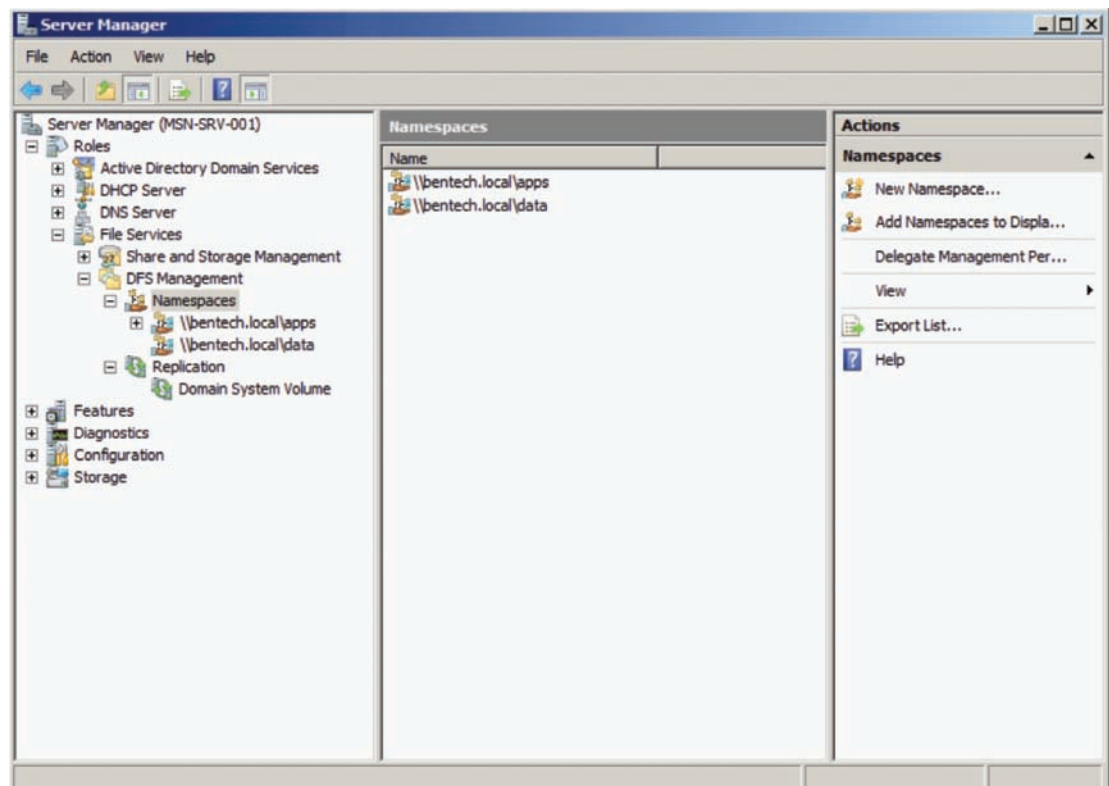 Server Manager
File Action View Help
Server Manager (MSN-SRV-001)
Roles
Active Directory Domain Services
DHCP Server
DNS Server
File Services
Share and Storage Management
DFS Management
Namespaces
\\bentech.local\apps
\\bentech.local\data
Replication
Domain System Volume
Features
Diagnostics
Configuration
Storage
Namespaces
Name
\\bentech.local\apps
\\bentech.local\data
Actions
Namespaces
New Namespace...
Add Namespaces to Displa...
Delegate Management Per...
View
Export List...
Help